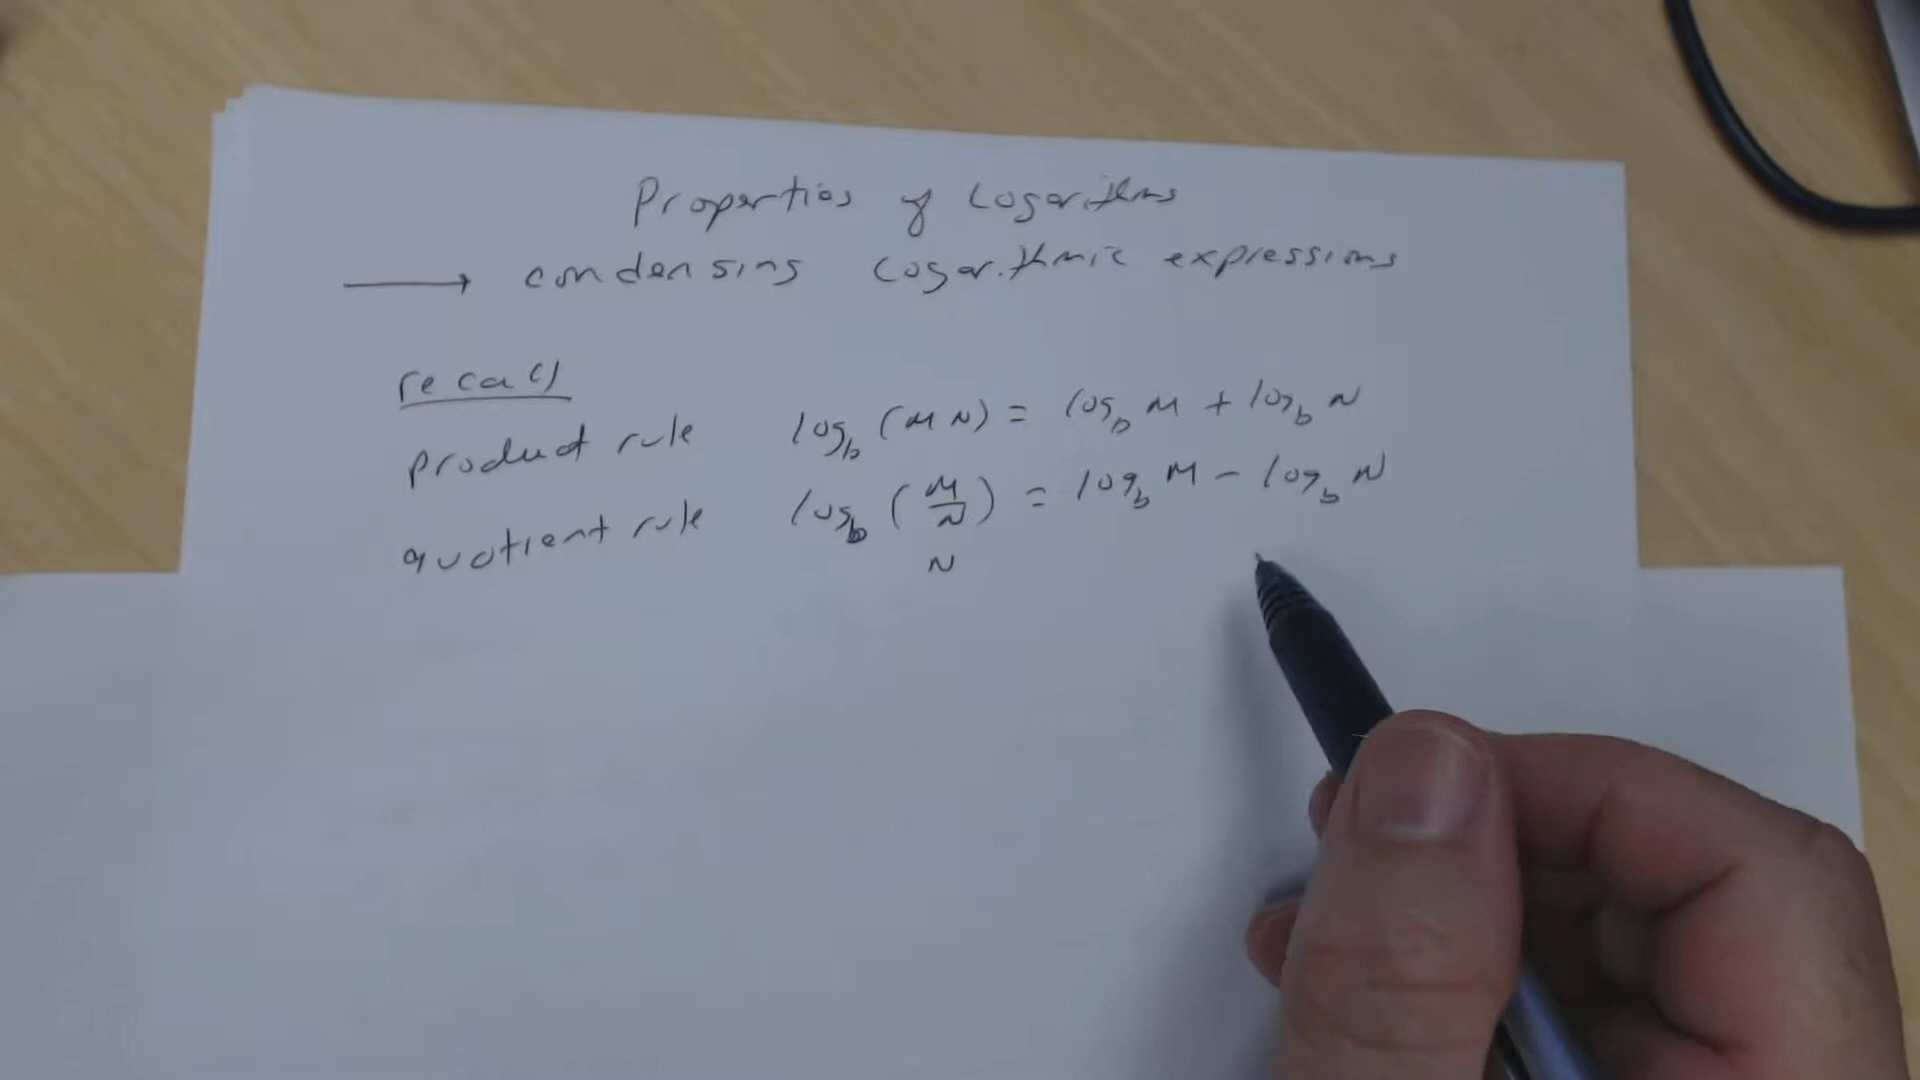 Properties of Logarithms
→ condensing logarithmic expressions
recall
product rule log_b (MN) = log_b M + log_b N
quotient rule log_b (M/N) = log_b M - log_b N
N